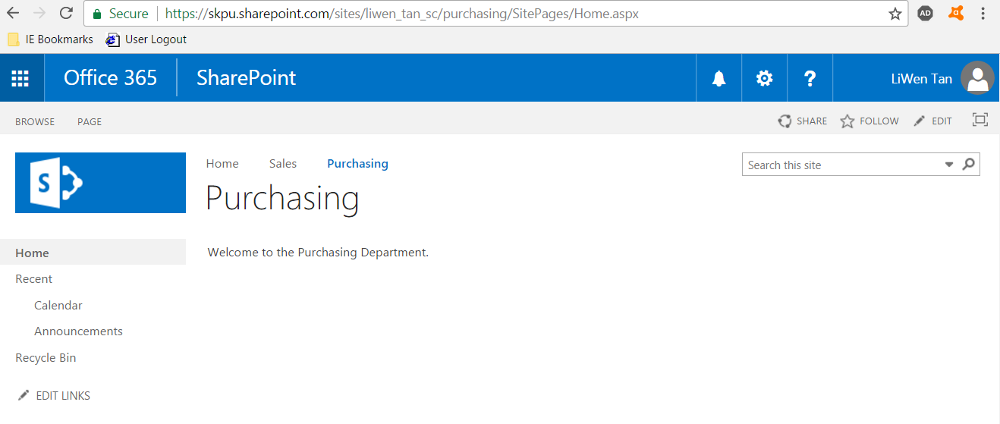 Secure https://skpu.sharepoint.com/sites/liwen_tan_sc/purchasing/SitePages/Home.aspx AD a
IE Bookmarks User Logout
Office 365 SharePoint ? LiWen Tan
BROWSE PAGE SHARE FOLLOW EDIT
S
Home Sales Purchasing Search this site
Purchasing
Home
Welcome to the Purchasing Department.
Recent
Calendar
Announcements
Recycle Bin
EDIT LINKS